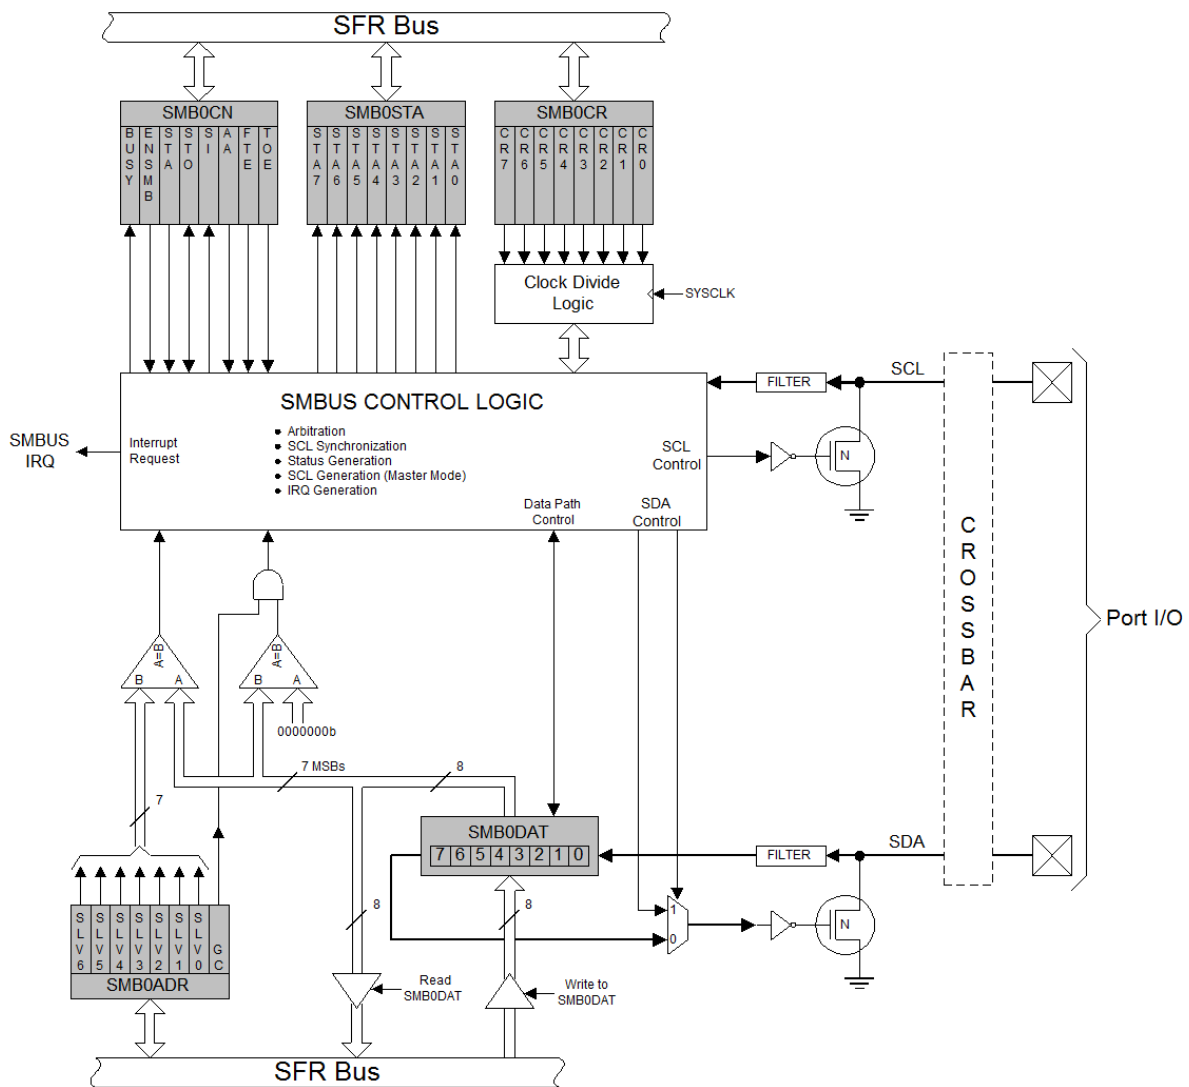 SFR Bus
SMB0CN
BUSY
ENSMB
STA
STO
SI
AA
FTE
TOE
SMB0STA
STA7
STA6
STA5
STA4
STA3
STA2
STA1
STA0
SMB0CR
CR7
CR6
CR5
CR4
CR3
CR2
CR1
CR0
Clock Divide
Logic
SYSCLK
SMBUS CONTROL LOGIC
Arbitration
SCL Synchronization
Status Generation
SCL Generation (Master Mode)
IRQ Generation
SMBUS
IRQ
Interrupt
Request
SCL
Control
Data Path
Control
SDA
Control
FILTER
SCL
N
CROSSBAR
Port I/O
A=B
B A
A=B
B A
0000000b
7 MSBs
8
7
SMB0DAT
7 6 5 4 3 2 1 0
FILTER
SDA
1
0
N
8
8
SLV6
SLV5
SLV4
SLV3
SLV2
SLV1
SLV0
GC
SMB0ADR
Read
SMB0DAT
Write to
SMB0DAT
SFR Bus